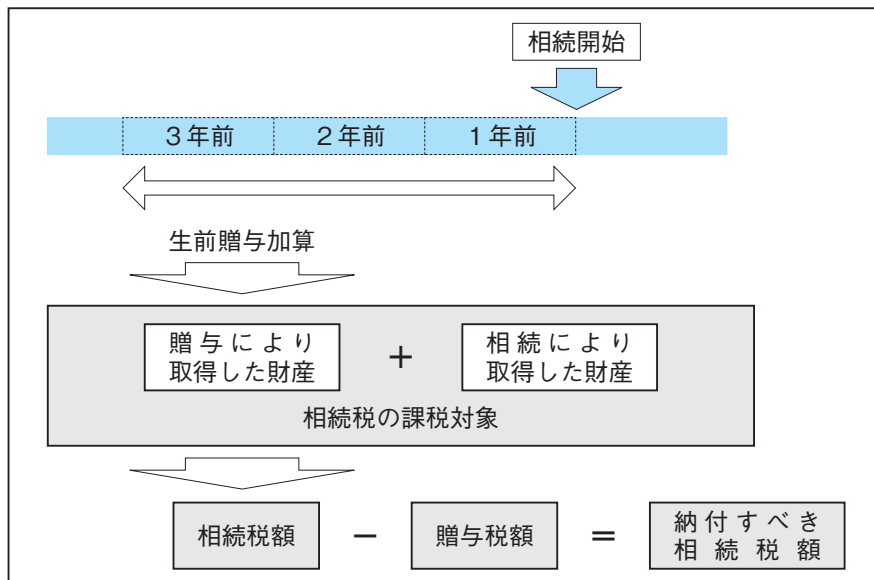 相続開始
3年前 2年前 1年前
生前贈与加算
贈与により
取得した財産
+
相続により
取得した財産
相続税の課税対象
相続税額 − 贈与税額 =
納付すべき
相続税額